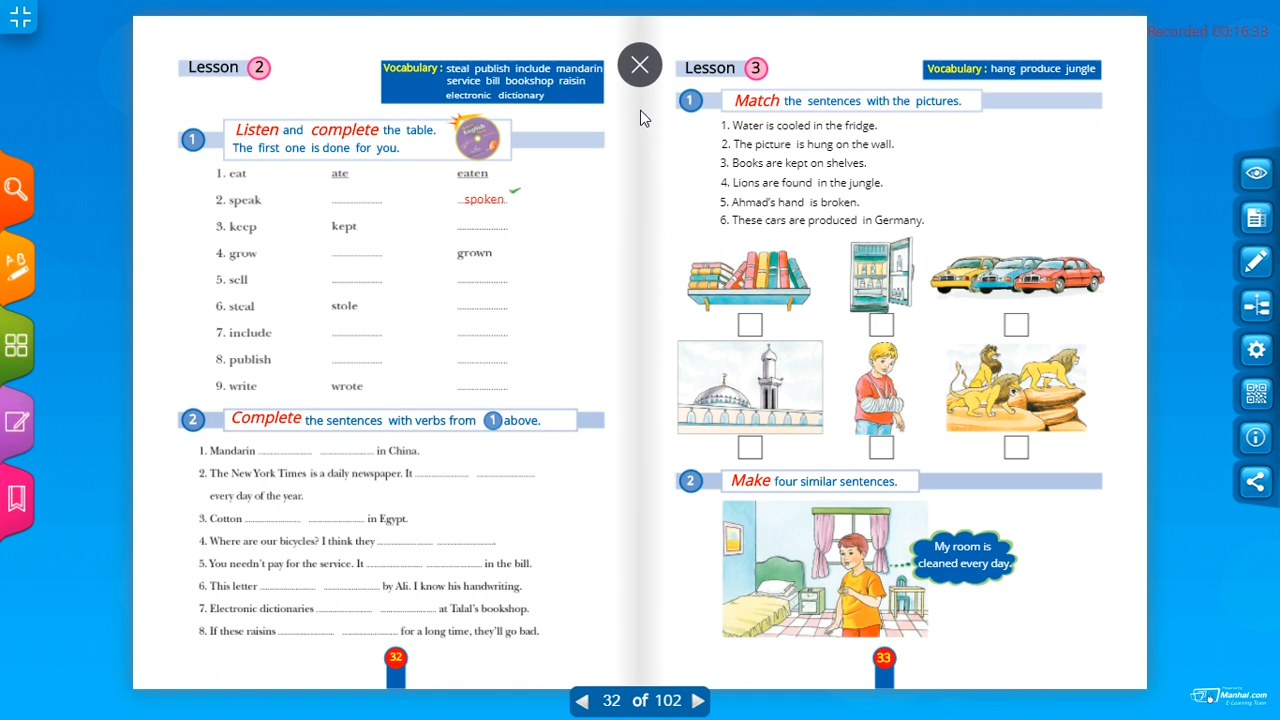 Recorded 00:16:33
Lesson 2
Vocabulary : steal publish include mandarin
service bill bookshop raisin
electronic dictionary
1
Listen and complete the table.
The first one is done for you.
1. eat ate eaten
2. speak .................. spoken
3. keep kept ..................
4. grow .................. grown
5. sell .................. ..................
6. steal stole ..................
7. include .................. ..................
8. publish .................. ..................
9. write wrote ..................
2 Complete the sentences with verbs from 1 above.
1. Mandarin .................. .................. in China.
2. The New York Times is a daily newspaper. It .................. ..................
every day of the year.
3. Cotton .................. .................. in Egypt.
4. Where are our bicycles? I think they .................. ...................
5. You needn't pay for the service. It .................. .................. in the bill.
6. This letter .................. .................. by Ali. I know his handwriting.
7. Electronic dictionaries .................. .................. at Talal's bookshop.
8. If these raisins .................. .................. for a long time, they'll go bad.
32
Lesson 3
Vocabulary : hang produce jungle
1 Match the sentences with the pictures.
1. Water is cooled in the fridge.
2. The picture is hung on the wall.
3. Books are kept on shelves.
4. Lions are found in the jungle.
5. Ahmad's hand is broken.
6. These cars are produced in Germany.
2 Make four similar sentences.
My room is
cleaned every day.
33
32 of 102
AB
Manhal.com
E-Learning Team